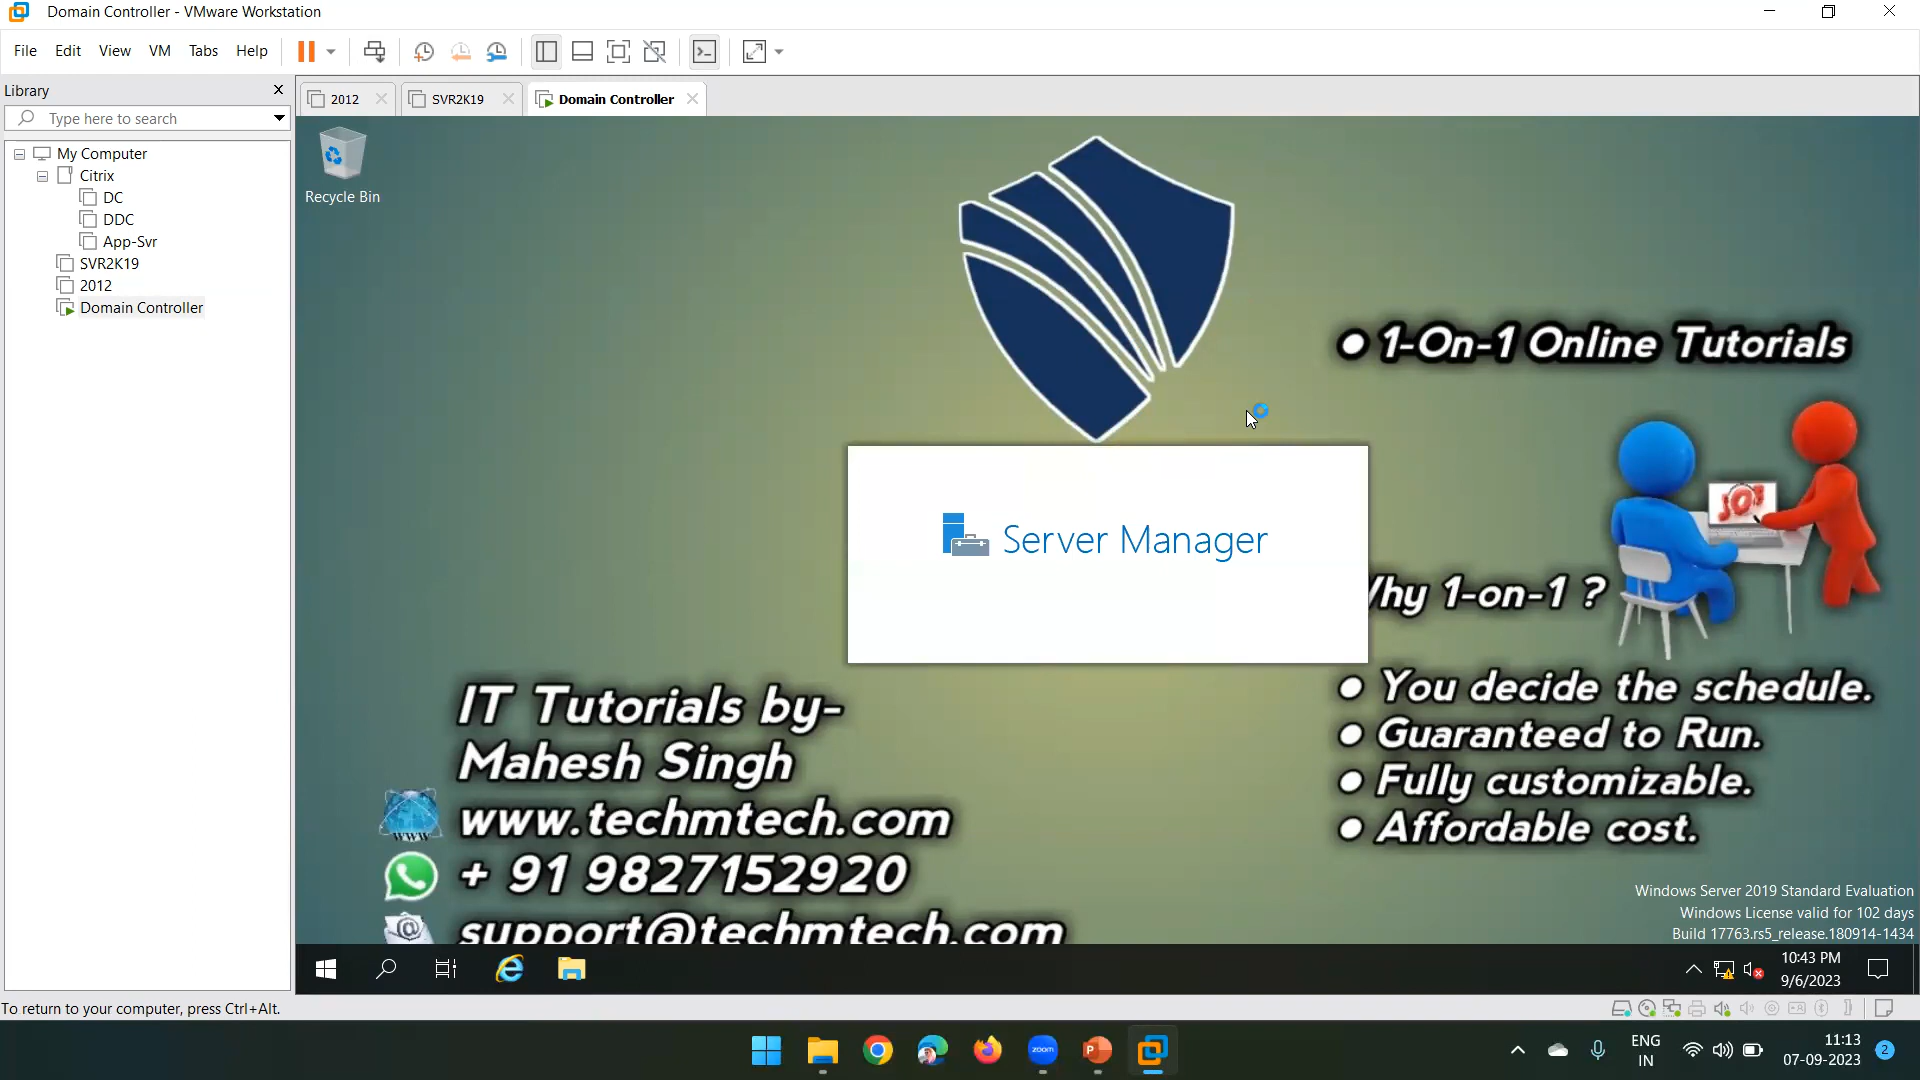 Domain Controller - VMware Workstation
File Edit View VM Tabs Help
Library
Type here to search
2012
SVR2K19
Domain Controller
My Computer
Citrix
DC
DDC
App-Svr
SVR2K19
2012
Domain Controller
Recycle Bin
Server Manager
1-On-1 Online Tutorials
hy 1-on-1 ?
You decide the schedule.
Guaranteed to Run.
Fully customizable.
Affordable cost.
IT Tutorials by-
Mahesh Singh
www.techmtech.com
+ 91 9827152920
support@techmtech.com
Windows Server 2019 Standard Evaluation
Windows License valid for 102 days
Build 17763.rs5_release.180914-1434
10:43 PM
9/6/2023
To return to your computer, press Ctrl+Alt.
zoom
ENG
IN
11:13
07-09-2023
2